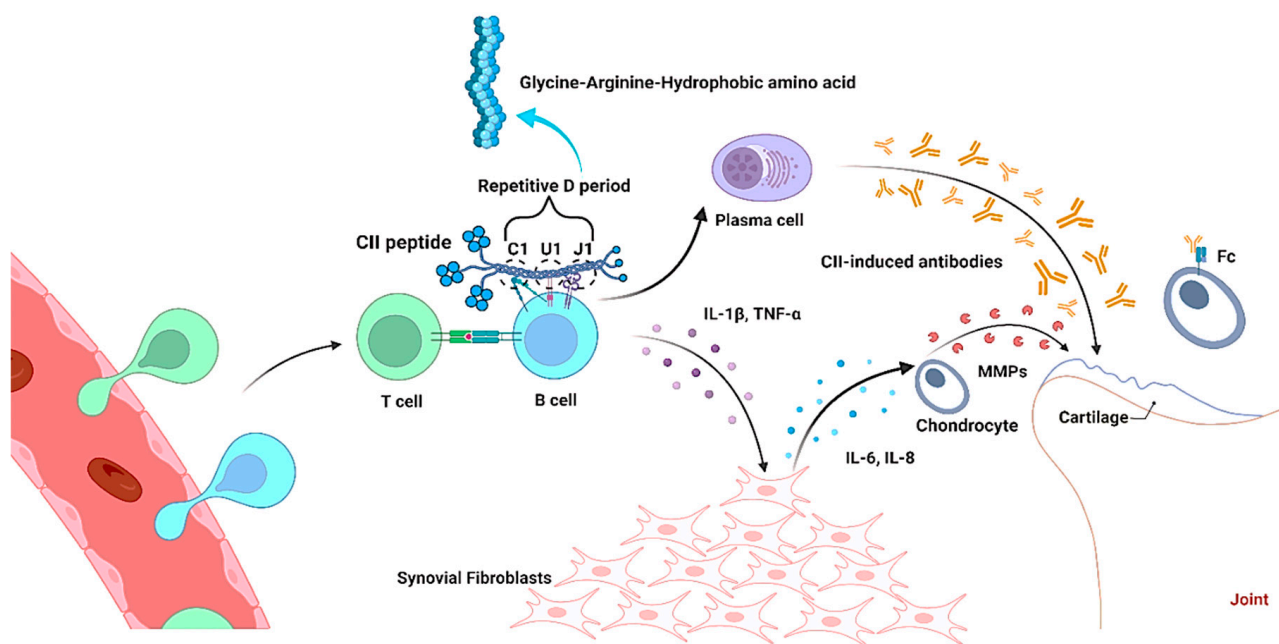 Glycine-Arginine-Hydrophobic amino acid
Repetitive D period
CII peptide
C1 U1 J1
Plasma cell
CII-induced antibodies
Fc
T cell
B cell
IL-1β, TNF-α
MMPs
Chondrocyte
Cartilage
IL-6, IL-8
Synovial Fibroblasts
Joint